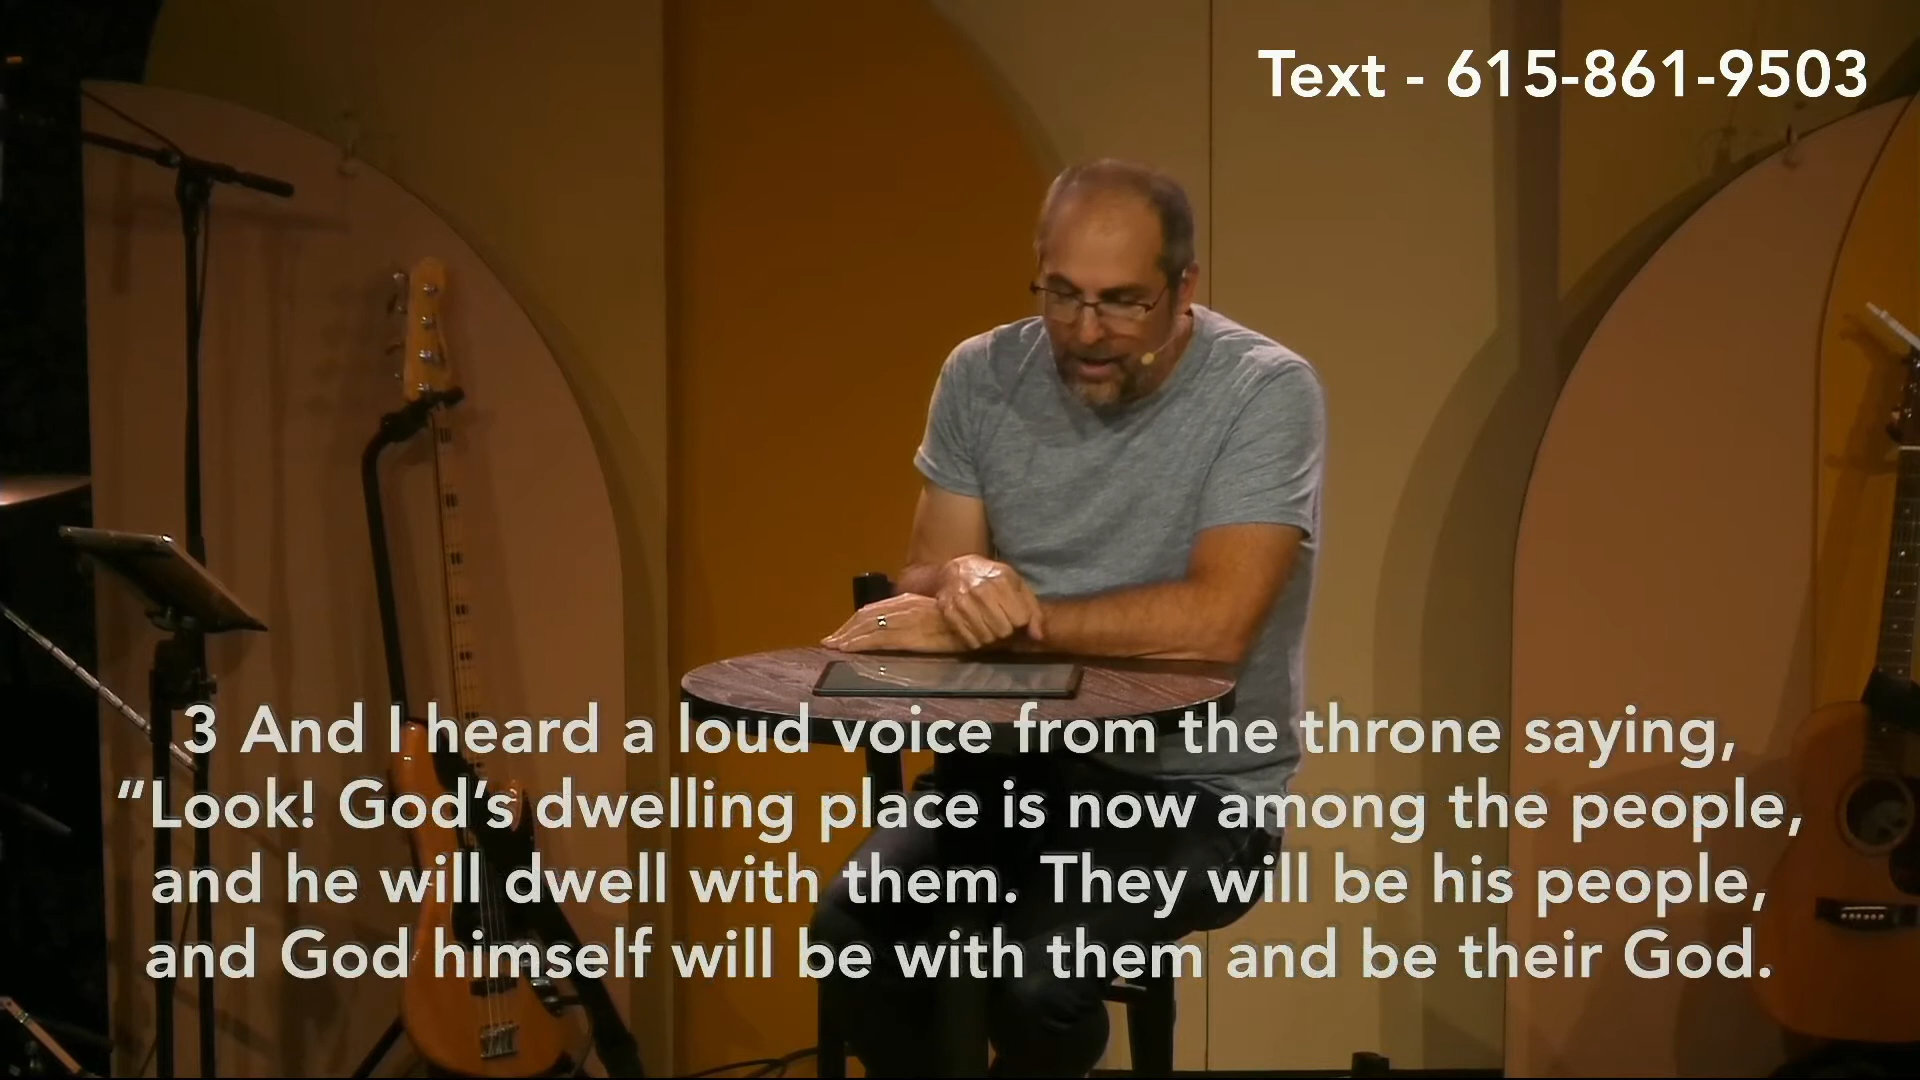 Text - 615-861-9503
3 And I heard a loud voice from the throne saying,
“Look! God’s dwelling place is now among the people,
and he will dwell with them. They will be his people,
and God himself will be with them and be their God.